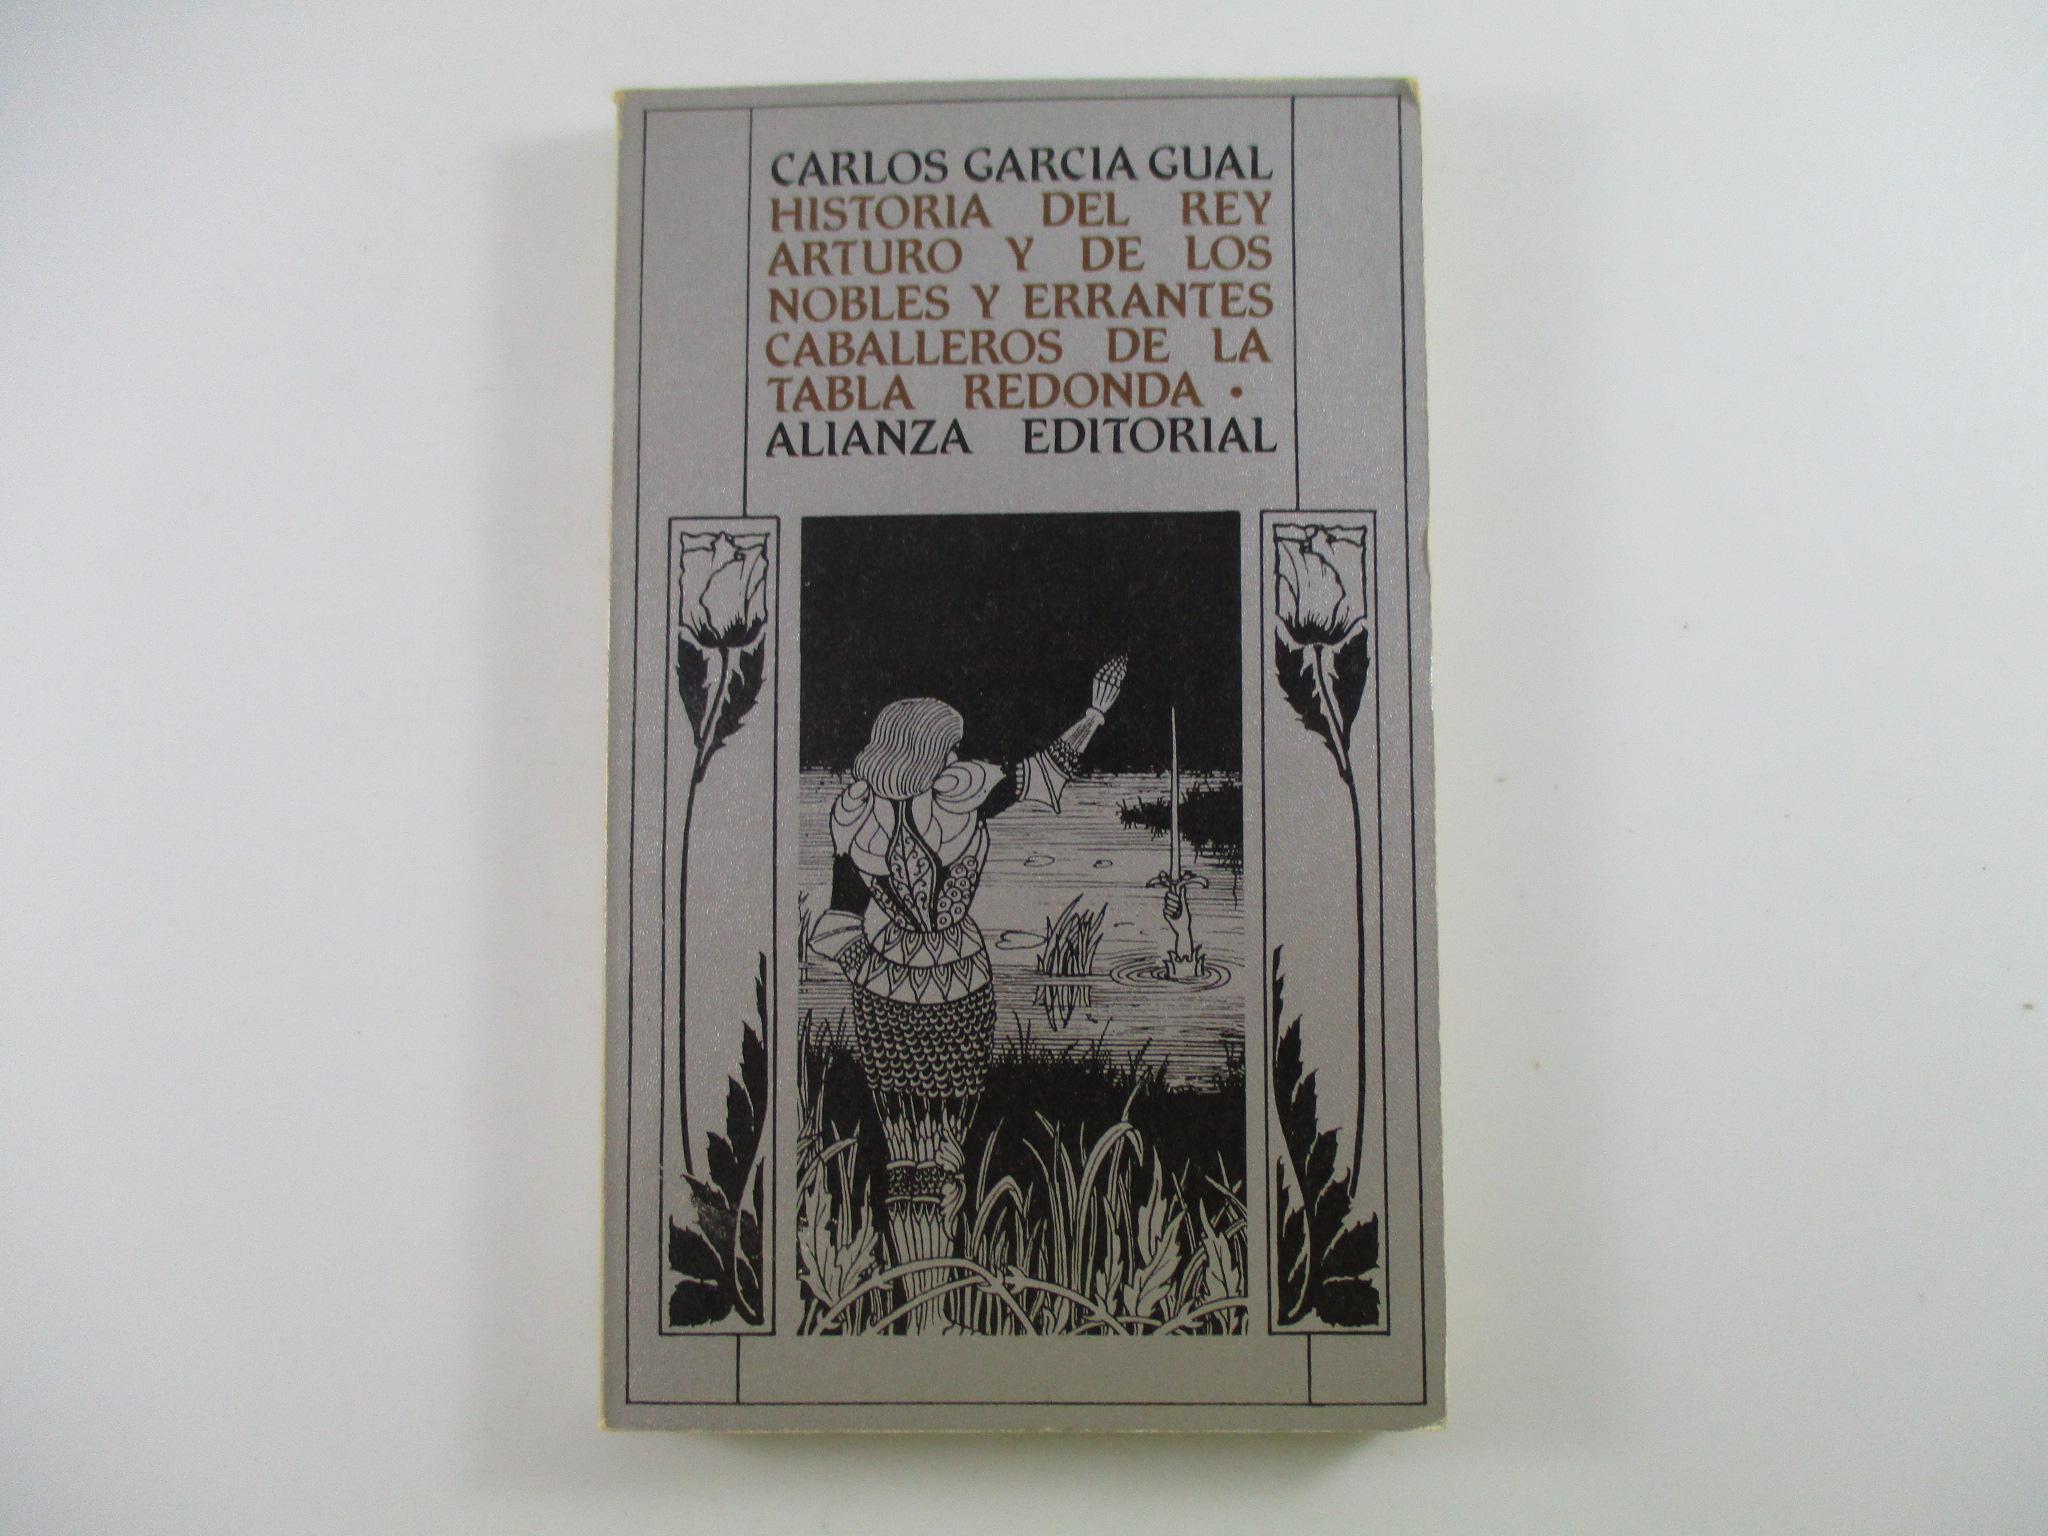 CARLOS GARCIA GUAL
HISTORIA DEL REY
ARTURO Y DE LOS
NOBLES Y ERRANTES
CABALLEROS DE LA
TABLA REDONDA •
ALIANZA EDITORIAL